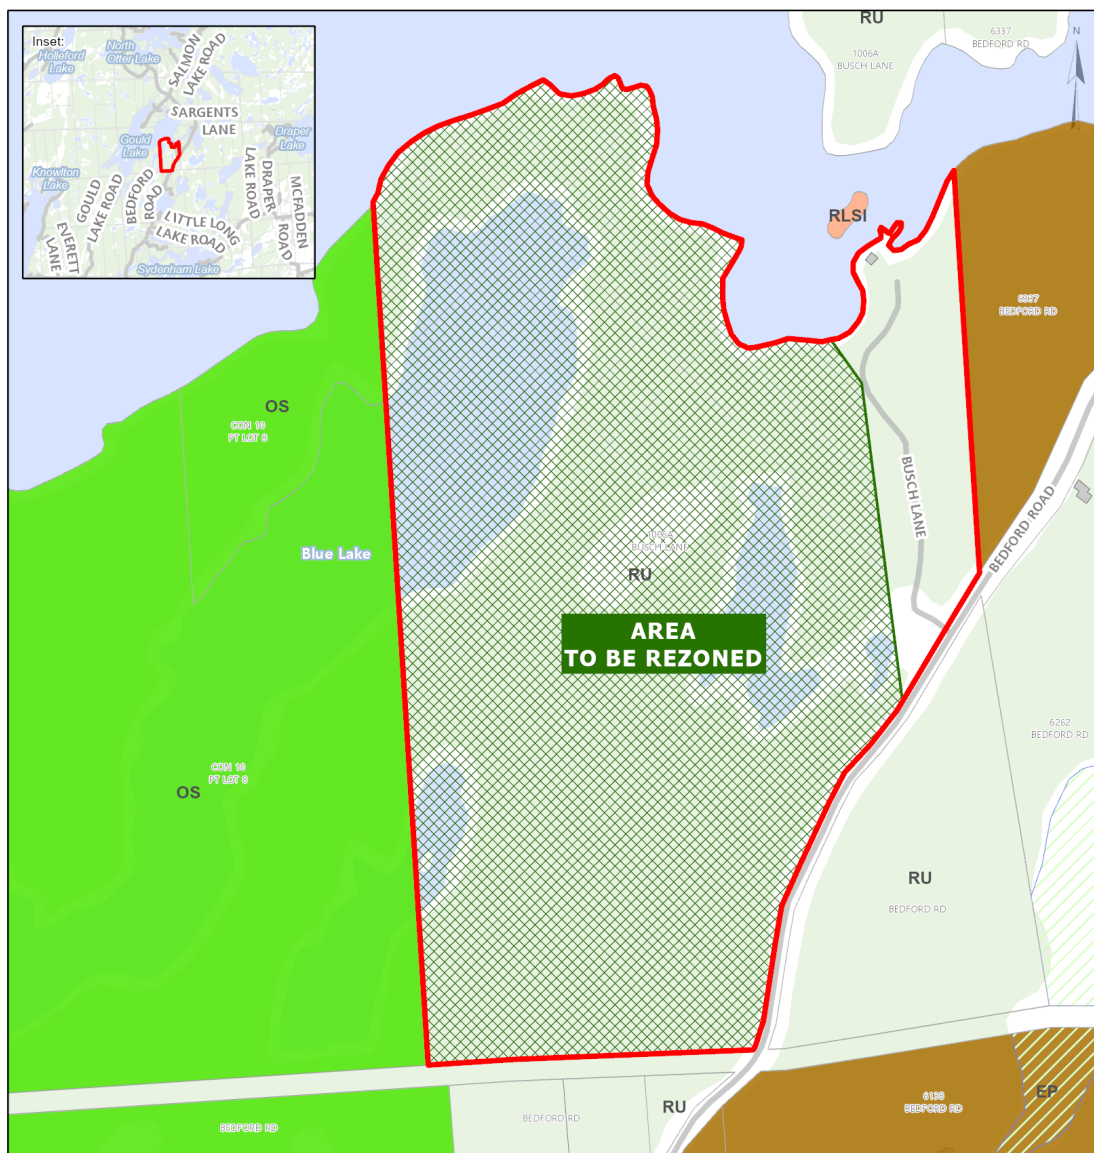 Inset:
Holleford
Lake
North
Otter Lake
SALMON
LAKE ROAD
SARGENTS
LANE
Gould
Lake
Draper
Lake
Knowlton
Lake
GOULD
LAKE ROAD
BEDFORD
ROAD
LAKE ROAD
DRAPER
MCFADDEN
ROAD
EVERETT
LANE
LITTLE LONG
LAKE ROAD
Sydenham Lake
RU
1006A
BUSCH LANE
6337
BEDFORD RD
N
RLSI
6337
BEDFORD RD
OS
CON 10
PT LOT 8
BUSCH LANE
BEDFORD ROAD
Blue Lake
1006A
BUSCH LANE
RU
AREA
TO BE REZONED
6262
BEDFORD RD
CON 10
PT LOT 8
OS
RU
BEDFORD RD
EP
6138
BEDFORD RD
RU
BEDFORD RD
BEDFORD RD